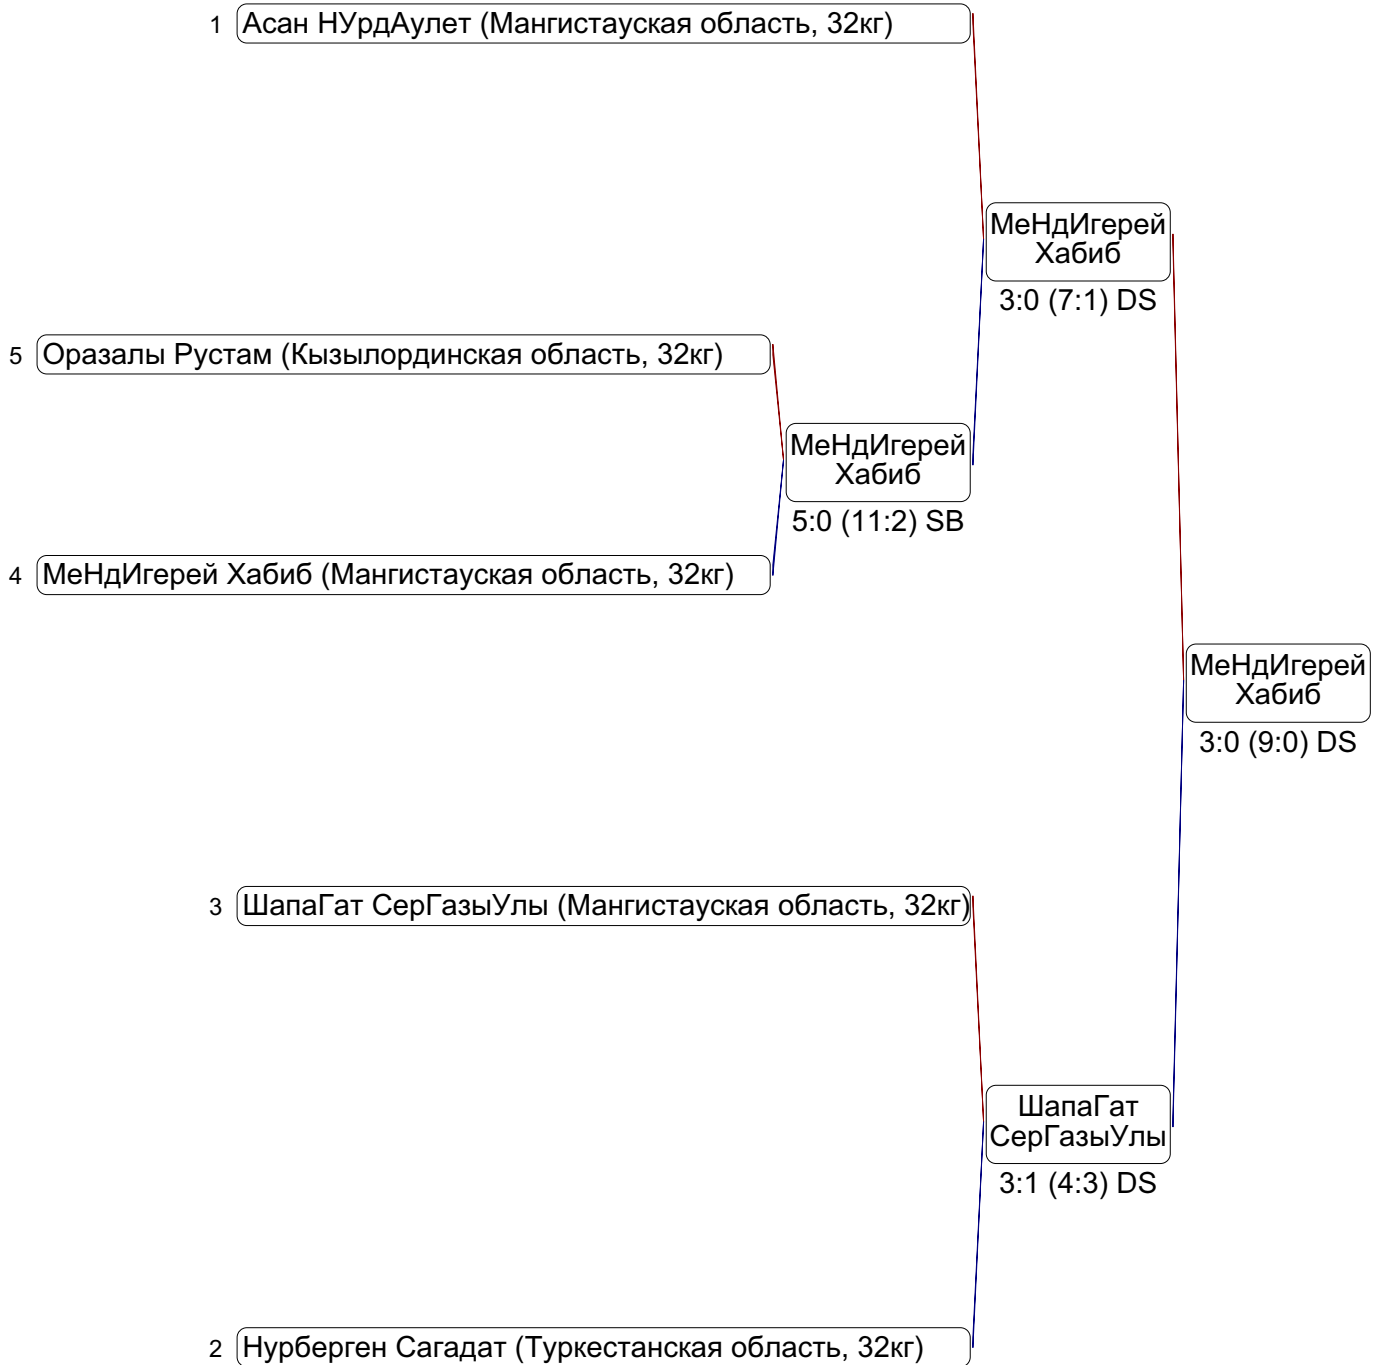 1 Асан НУрдАулет (Мангистауская область, 32кг)
МеНдИгерей
Хабиб
3:0 (7:1) DS
5 Оразалы Рустам (Кызылординская область, 32кг)
МеНдИгерей
Хабиб
5:0 (11:2) SB
4 МеНдИгерей Хабиб (Мангистауская область, 32кг)
МеНдИгерей
Хабиб
3:0 (9:0) DS
3 ШапаГат СерГазыУлы (Мангистауская область, 32кг)
ШапаГат
СерГазыУлы
3:1 (4:3) DS
2 Нурберген Сагадат (Туркестанская область, 32кг)